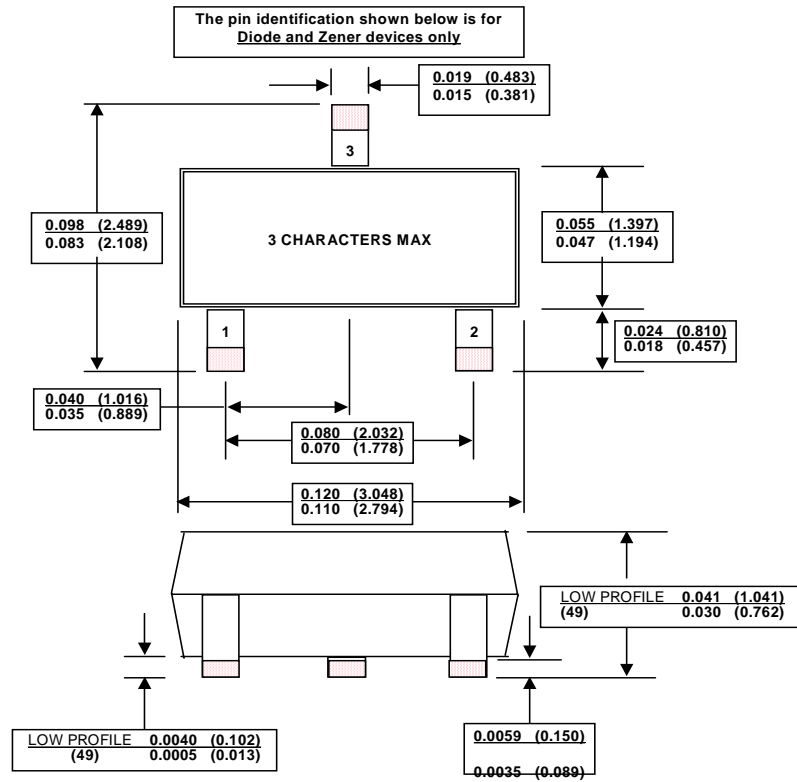 The pin identification shown below is for
Diode and Zener devices only
0.019 (0.483)
0.015 (0.381)
3
0.098 (2.489)
0.083 (2.108)
3 CHARACTERS MAX
0.055 (1.397)
0.047 (1.194)
1
2
0.024 (0.810)
0.018 (0.457)
0.040 (1.016)
0.035 (0.889)
0.080 (2.032)
0.070 (1.778)
0.120 (3.048)
0.110 (2.794)
LOW PROFILE 0.041 (1.041)
(49) 0.030 (0.762)
LOW PROFILE 0.0040 (0.102)
(49) 0.0005 (0.013)
0.0059 (0.150)
0.0035 (0.089)